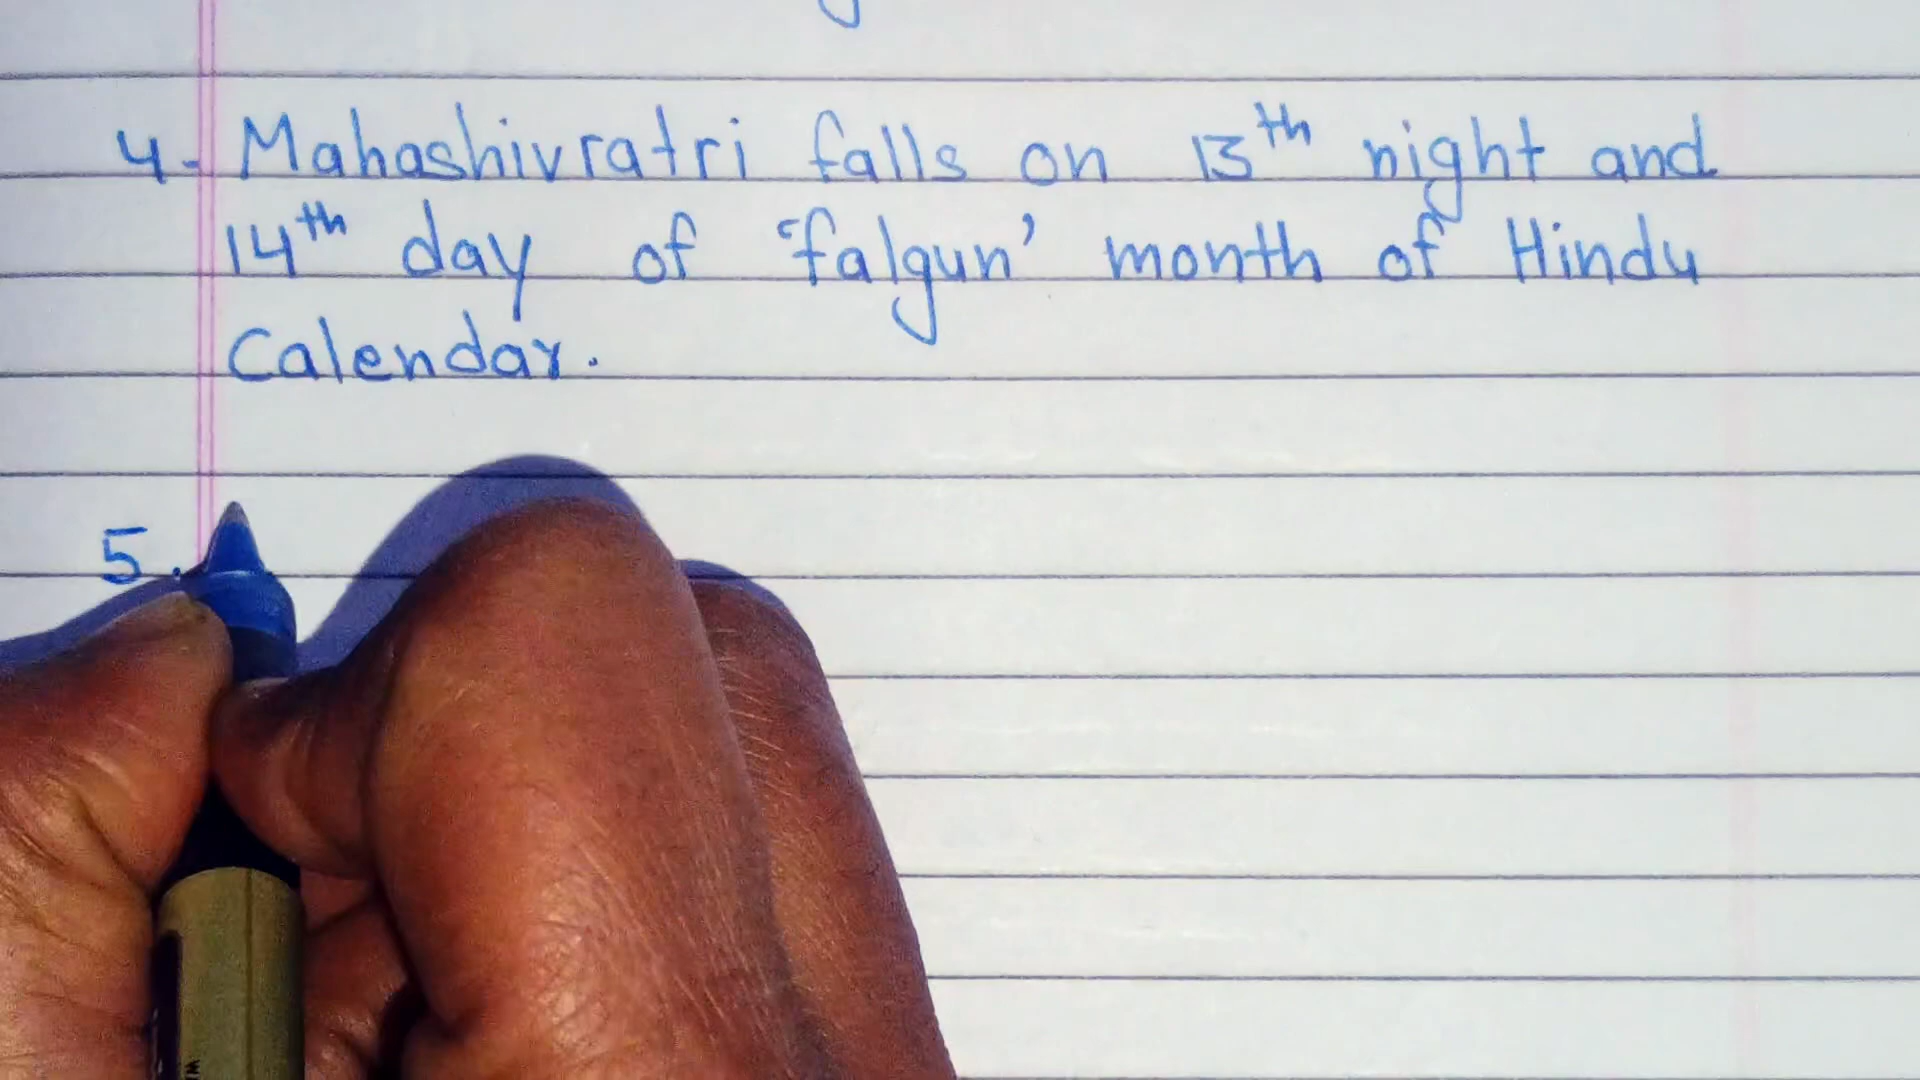 4. Mahashivratri falls on 13th night and
14th day of 'falgun' month of Hindu
Calendar.
5.